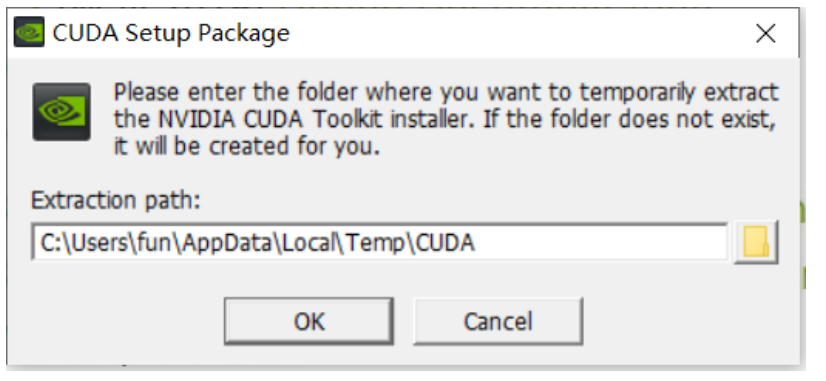 CUDA Setup Package
Please enter the folder where you want to temporarily extract
the NVIDIA CUDA Toolkit installer. If the folder does not exist,
it will be created for you.
Extraction path:
C:\Users\fun\AppData\Local\Temp\CUDA
OK
Cancel